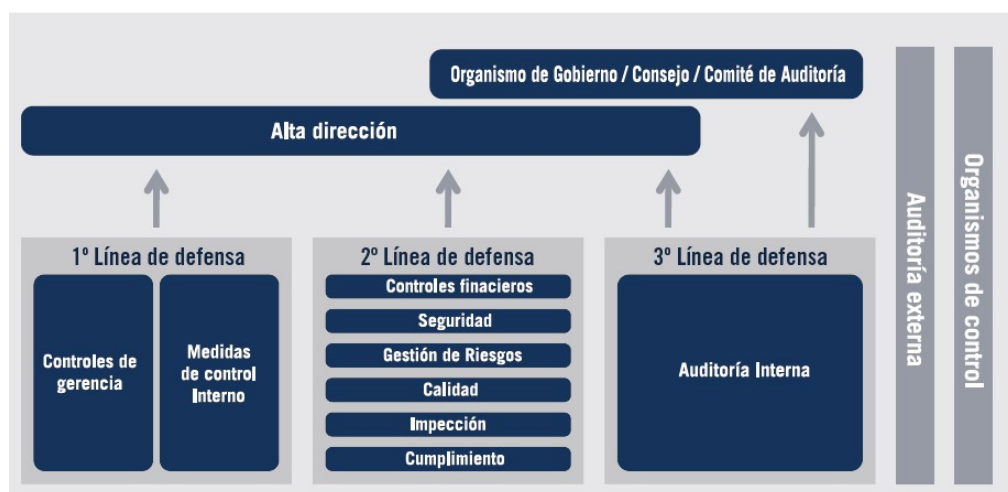 Organismo de Gobierno / Consejo / Comité de Auditoría
Alta dirección
1º Línea de defensa
Controles de
gerencia
Medidas
de control
Interno
2º Línea de defensa
Controles finacieros
Seguridad
Gestión de Riesgos
Calidad
Impección
Cumplimiento
3º Línea de defensa
Auditoría Interna
Auditoría externa
Organismos de control